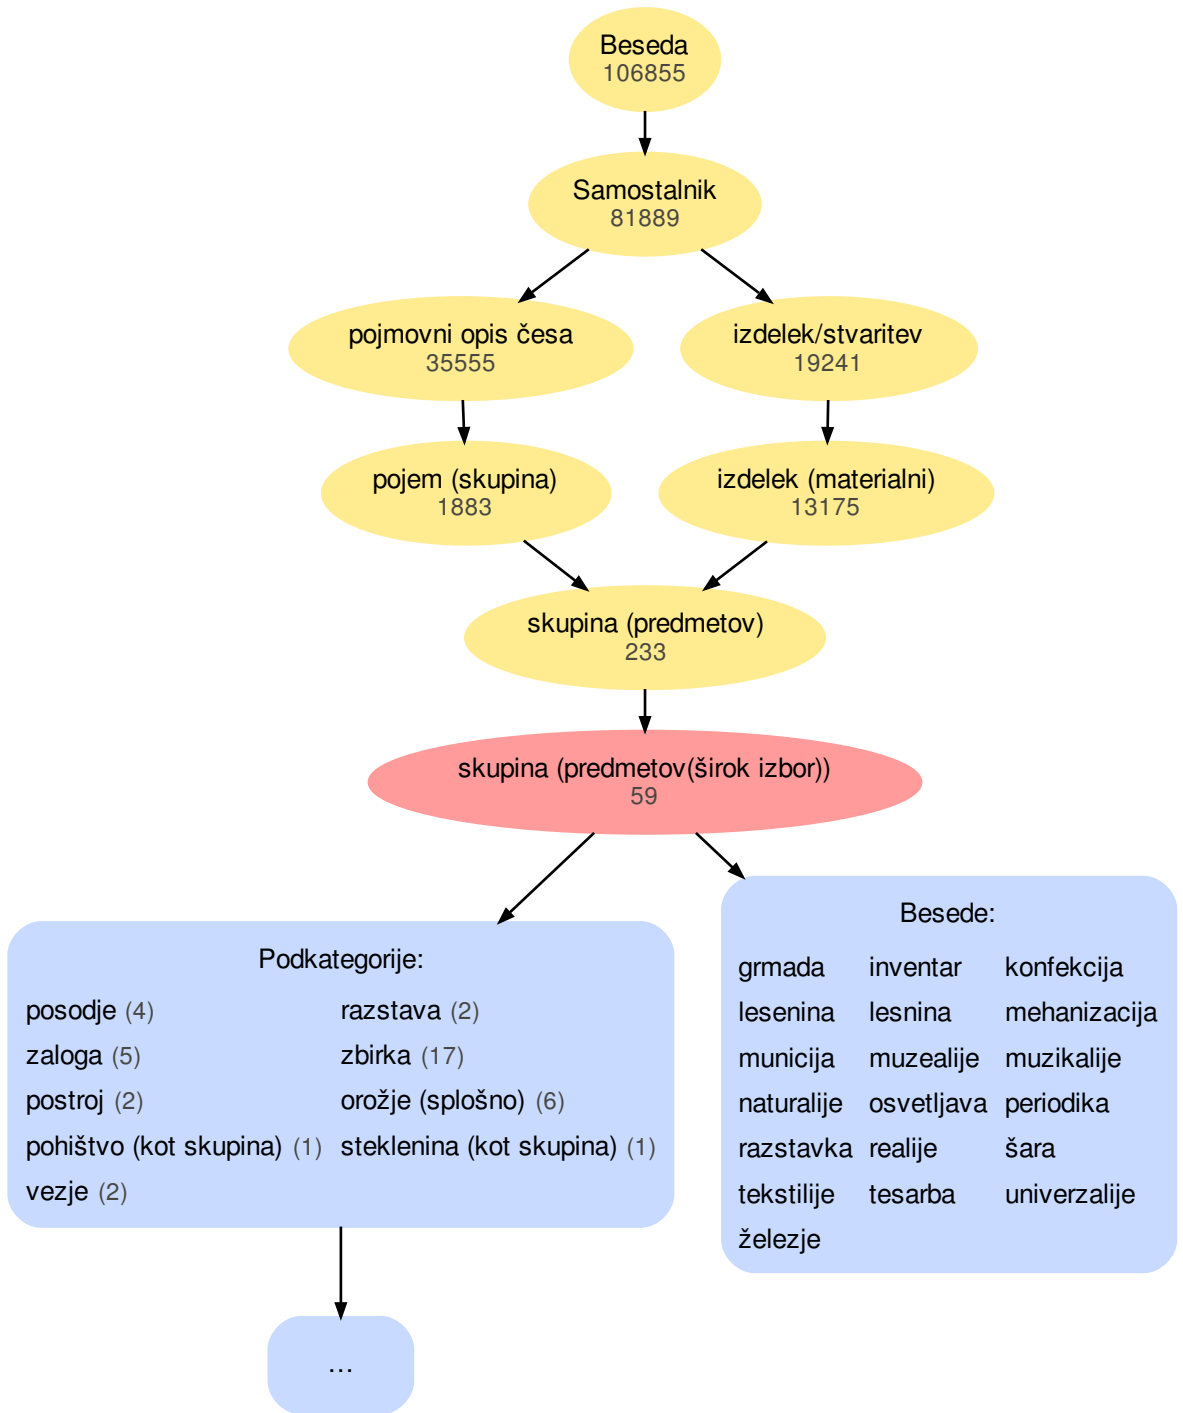 Beseda
106855
Samostalnik
81889
pojmovni opis česa
35555
izdelek/stvaritev
19241
pojem (skupina)
1883
izdelek (materialni)
13175
skupina (predmetov)
233
skupina (predmetov(širok izbor))
59
Podkategorije:
posodje (4) razstava (2)
zaloga (5) zbirka (17)
postroj (2) orožje (splošno) (6)
pohištvo (kot skupina) (1) steklenina (kot skupina) (1)
vezje (2)
Besede:
grmada inventar konfekcija
lesenina lesnina mehanizacija
municija muzealije muzikalije
naturalije osvetljava periodika
razstavka realije šara
tekstilije tesarba univerzalije
železje
...